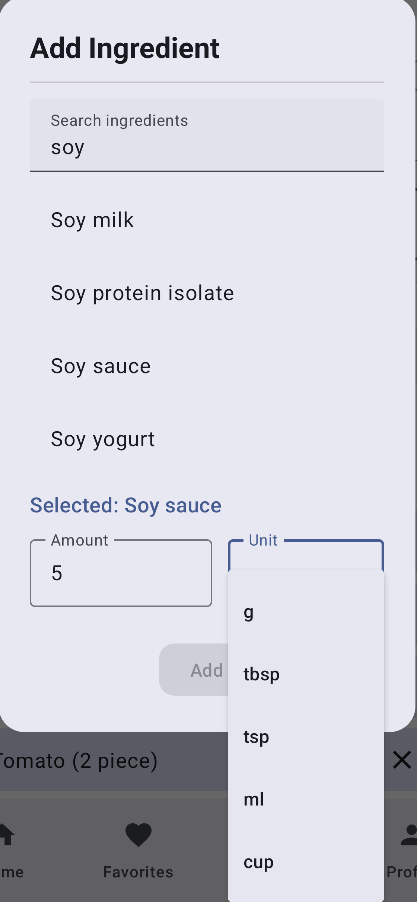 Add Ingredient
Search ingredients
soy
Soy milk
Soy protein isolate
Soy sauce
Soy yogurt
Selected: Soy sauce
Amount
Unit
5
g
Add
tbsp
tsp
Tomato (2 piece)
ml
me
Favorites
cup
Prof